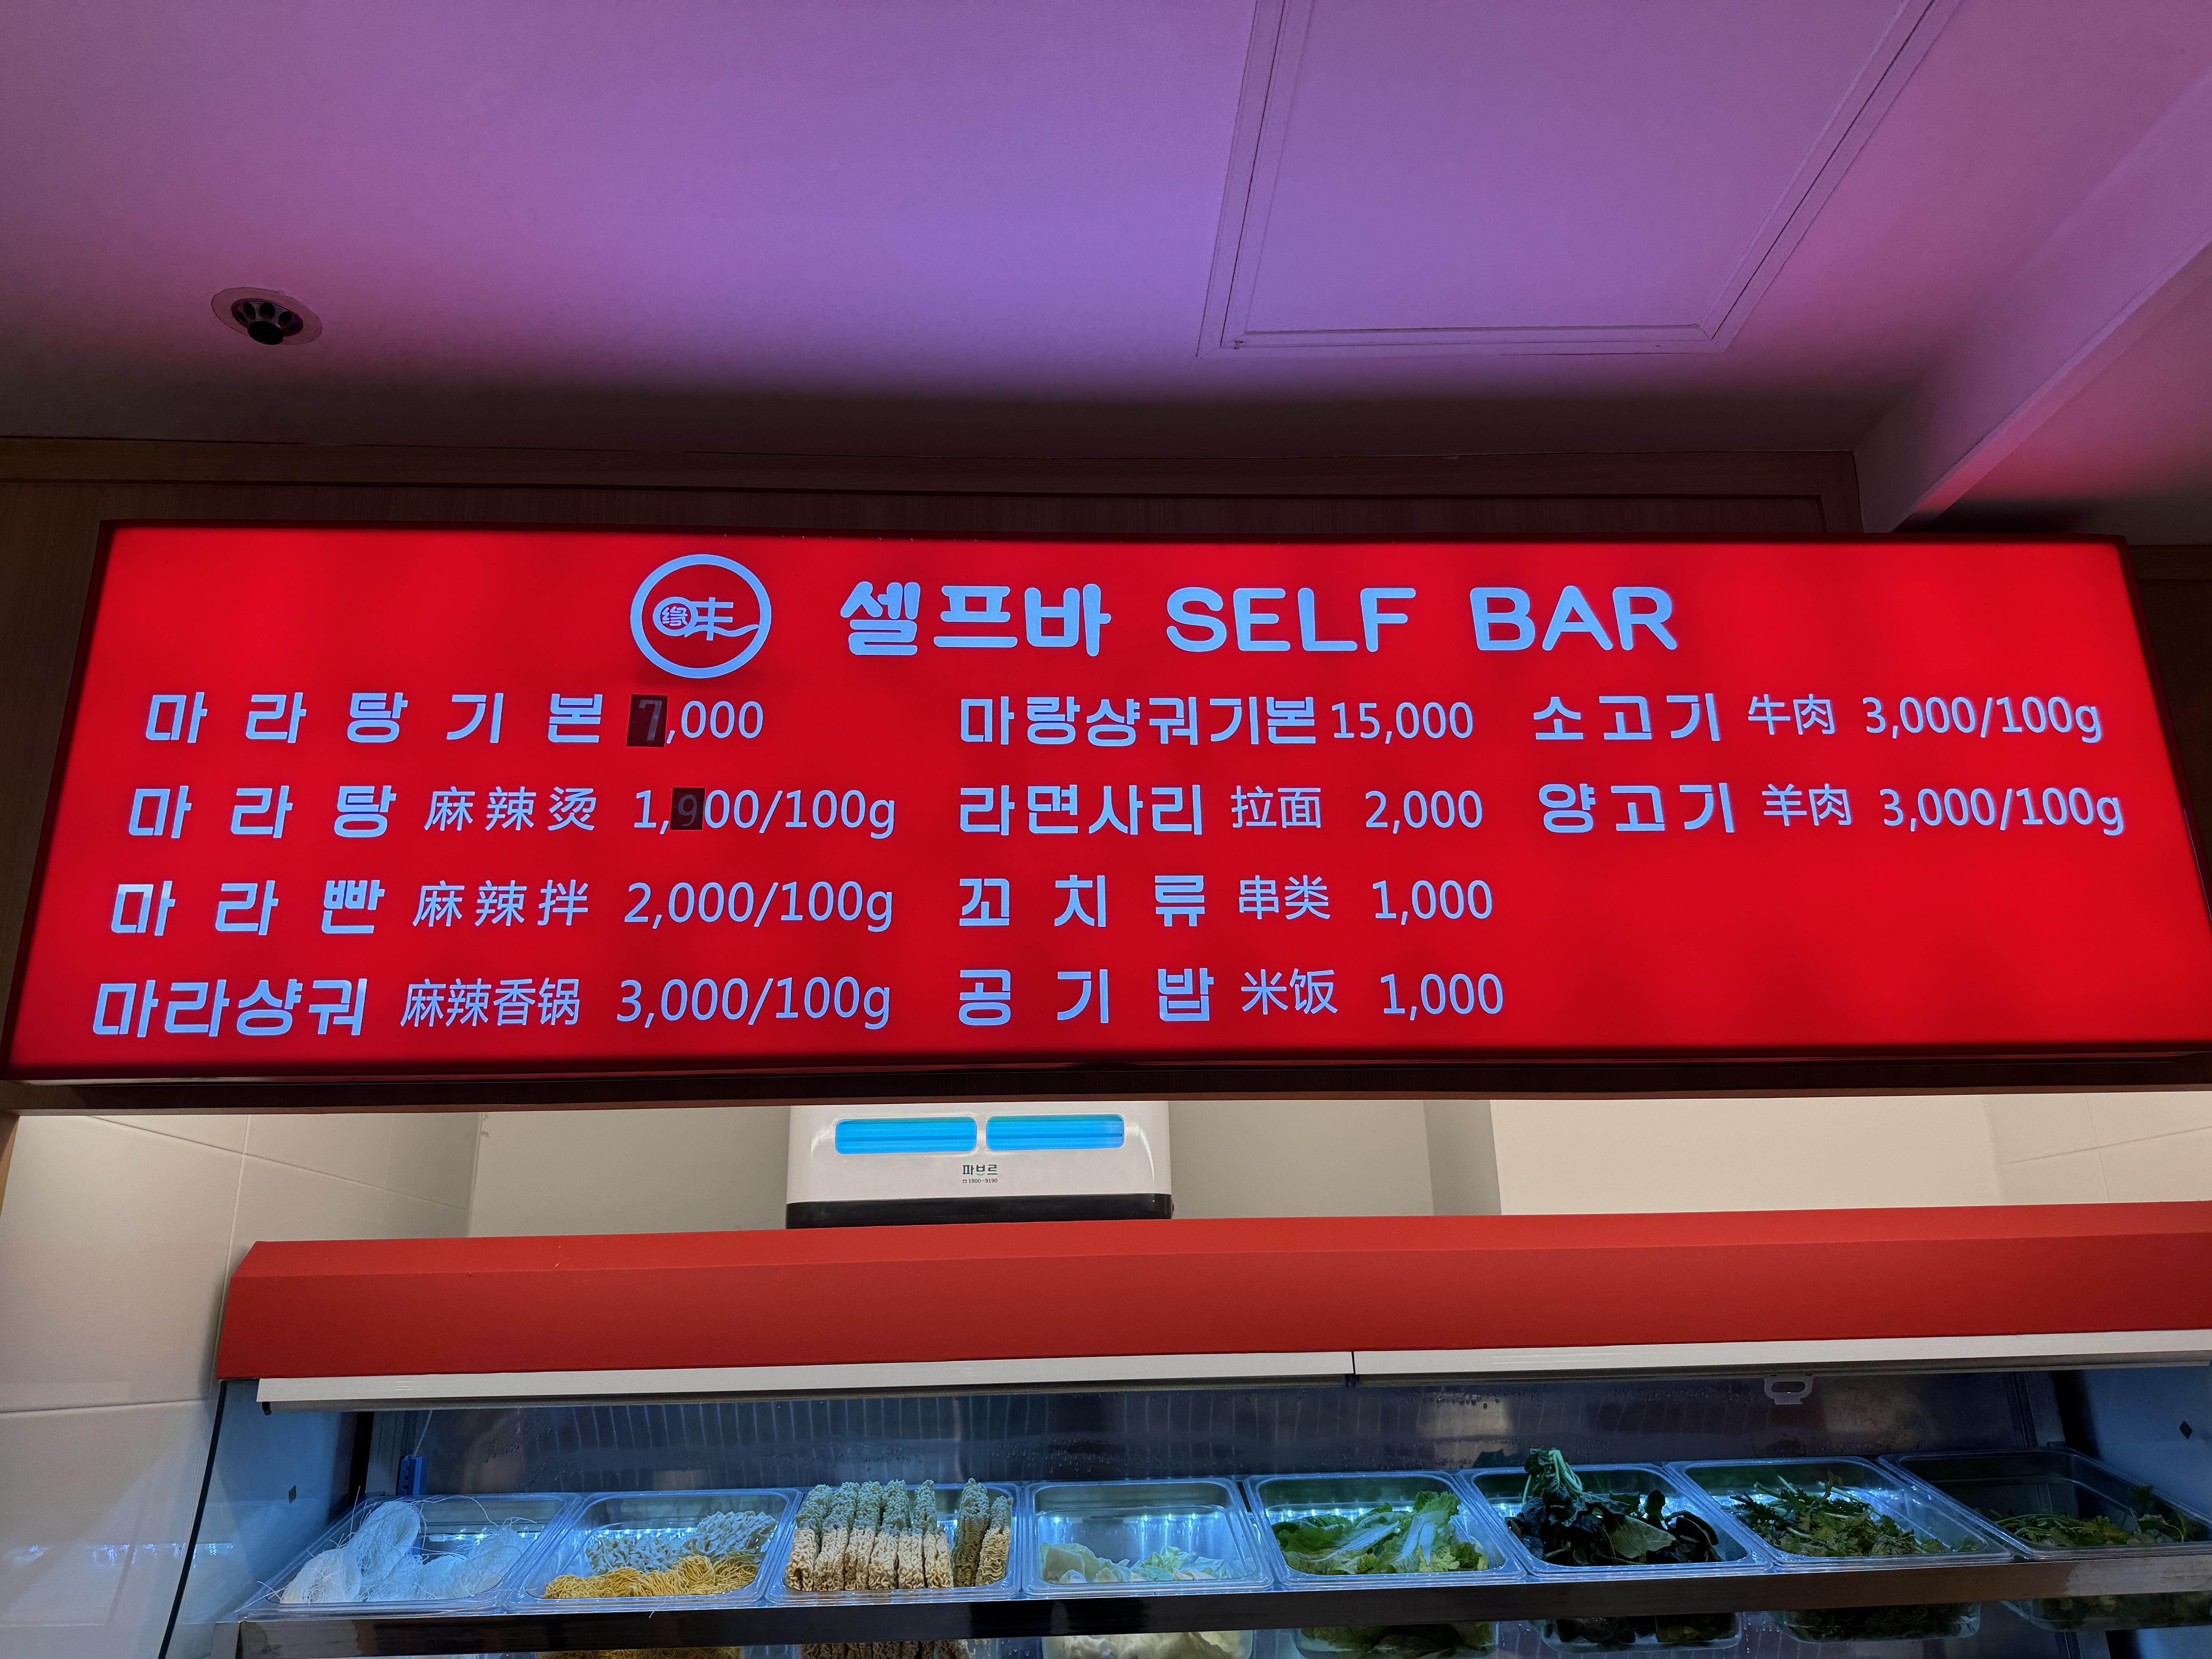 缘味 셀프바 SELF BAR
마라탕기본 7,000
마라탕 麻辣烫 1,900/100g
마라빤 麻辣拌 2,000/100g
마라샹궈 麻辣香锅 3,000/100g
마랑샹궈기본 15,000
라면사리 拉面 2,000
꼬치류 串类 1,000
공기밥 米饭 1,000
소고기 牛肉 3,000/100g
양고기 羊肉 3,000/100g
파브르
☎1800-9190